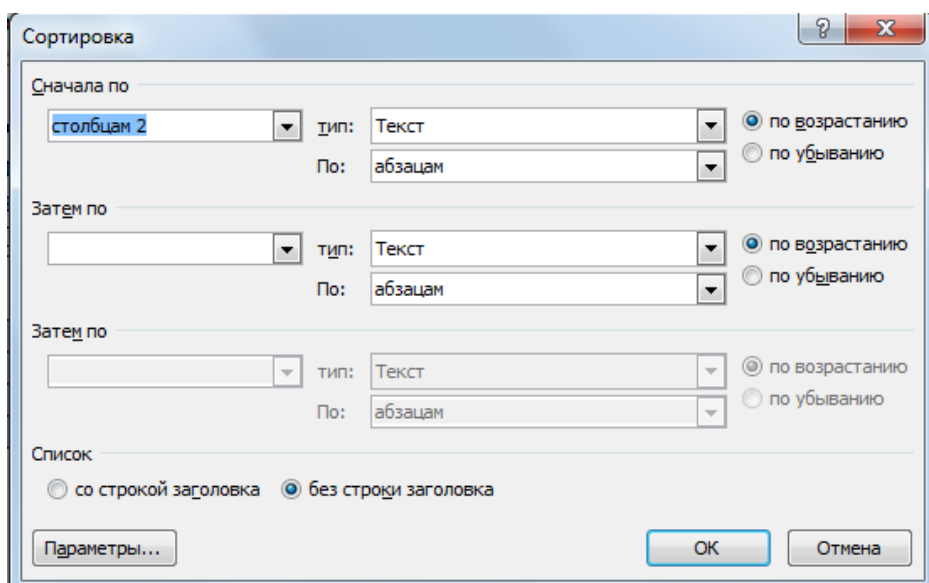 Сортировка
Сначала по
столбцам 2 тип: Текст по возрастанию
По: абзацам по убыванию
Затем по
тип: Текст по возрастанию
По: абзацам по убыванию
Затем по
тип: Текст по возрастанию
По: абзацам по убыванию
Список
со строкой заголовка без строки заголовка
Параметры... ОК Отмена